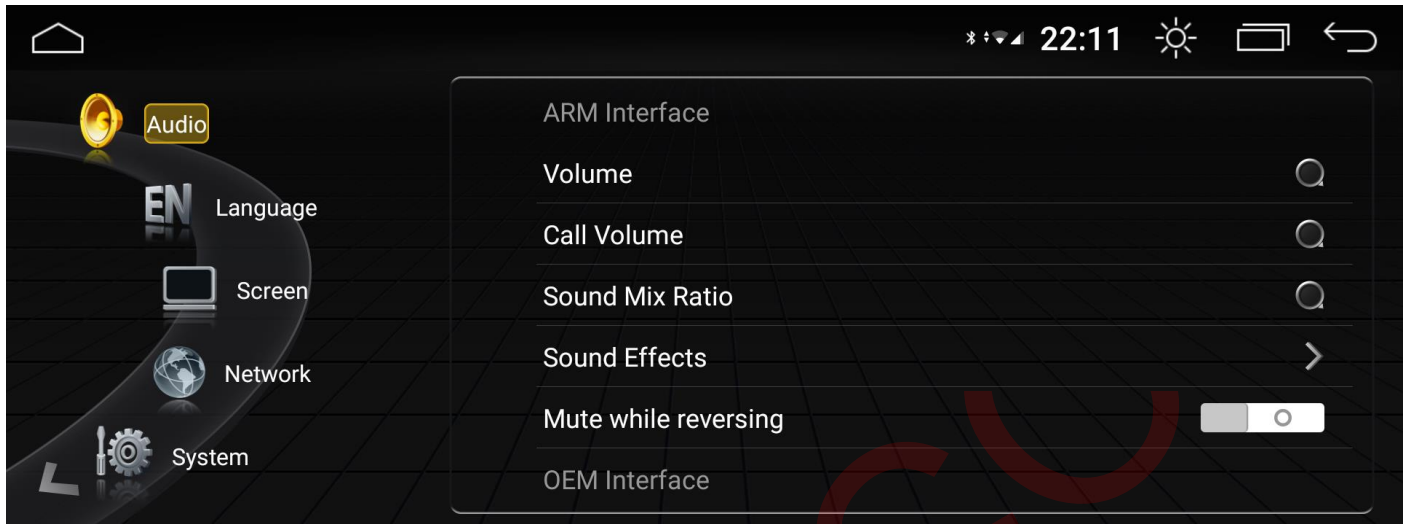 22:11
Audio
EN Language
Screen
Network
System
ARM Interface
Volume
Call Volume
Sound Mix Ratio
Sound Effects
Mute while reversing
OEM Interface